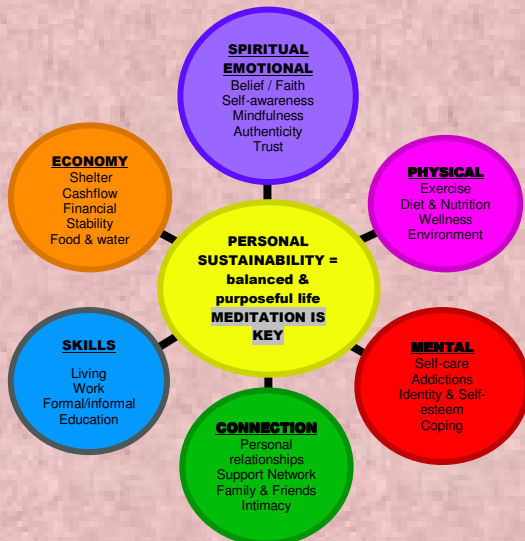 SPIRITUAL
EMOTIONAL
Belief / Faith
Self-awareness
Mindfulness
Authenticity
Trust
ECONOMY
Shelter
Cashflow
Financial
Stability
Food & water
PHYSICAL
Exercise
Diet & Nutrition
Wellness
Environment
PERSONAL
SUSTAINABILITY =
balanced &
purposeful life
MEDITATION IS
KEY
SKILLS
Living
Work
Formal/informal
Education
MENTAL
Self-care
Addictions
Identity & Self-
esteem
Coping
CONNECTION
Personal
relationships
Support Network
Family & Friends
Intimacy